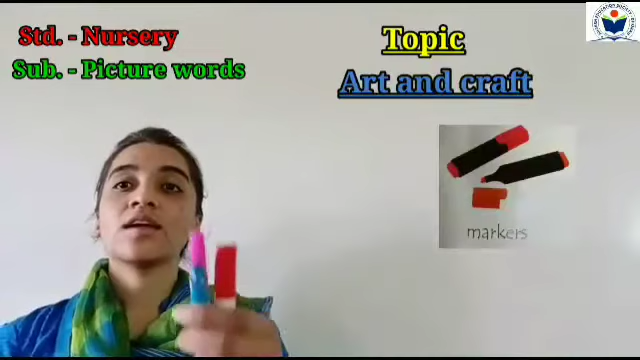 Std. - Nursery
Sub. - Picture words
Topic
Art and craft
markers